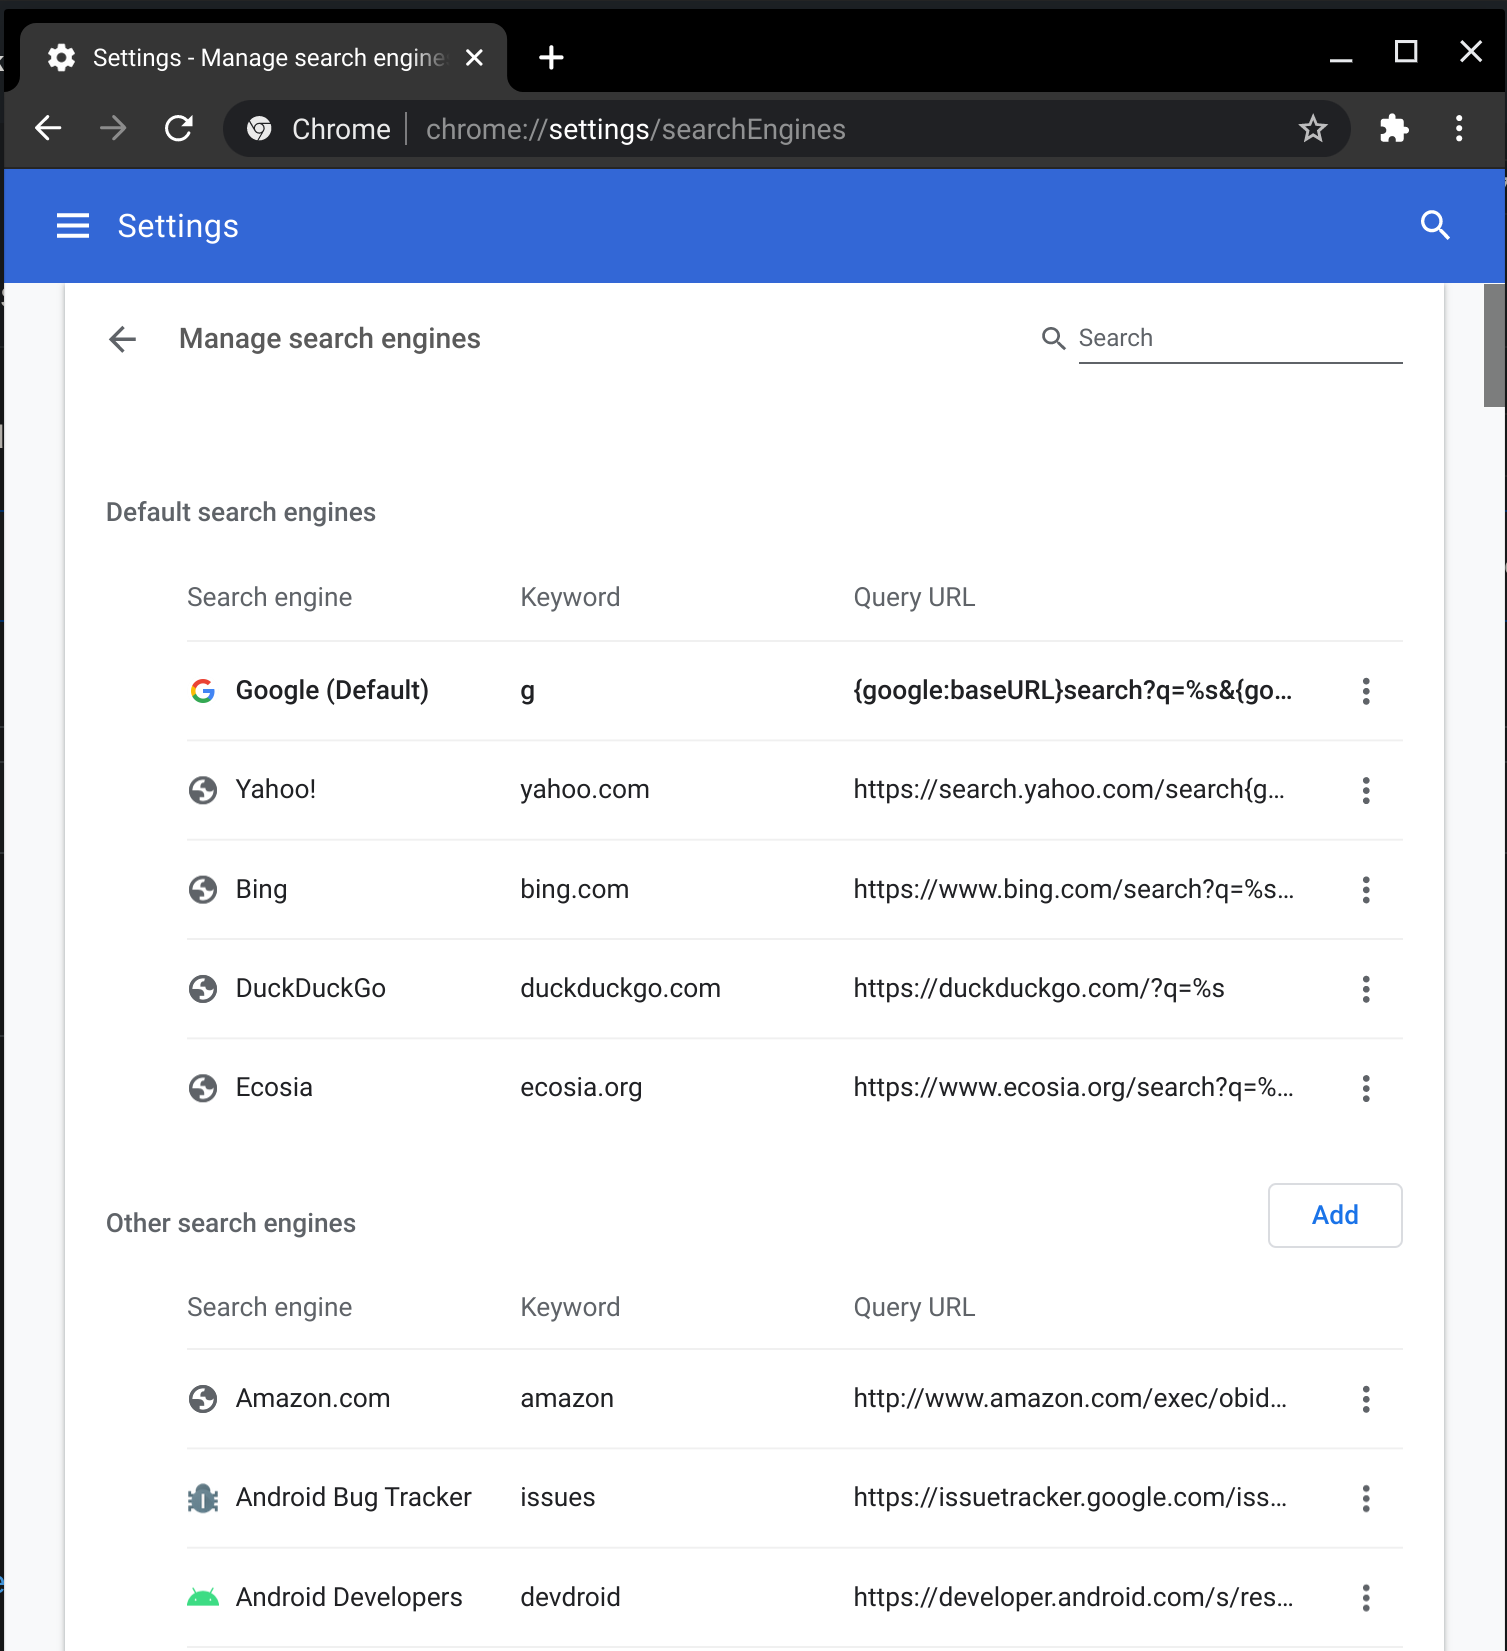 Settings - Manage search engine
Chrome chrome://settings/searchEngines
Settings
Manage search engines Search
Default search engines
Search engine Keyword Query URL
Google (Default) g {google:baseURL}search?q=%s&{go...
Yahoo! yahoo.com https://search.yahoo.com/search{g...
Bing bing.com https://www.bing.com/search?q=%s...
DuckDuckGo duckduckgo.com https://duckduckgo.com/?q=%s
Ecosia ecosia.org https://www.ecosia.org/search?q=%...
Other search engines Add
Search engine Keyword Query URL
Amazon.com amazon http://www.amazon.com/exec/obid...
Android Bug Tracker issues https://issuetracker.google.com/iss...
Android Developers devdroid https://developer.android.com/s/res...